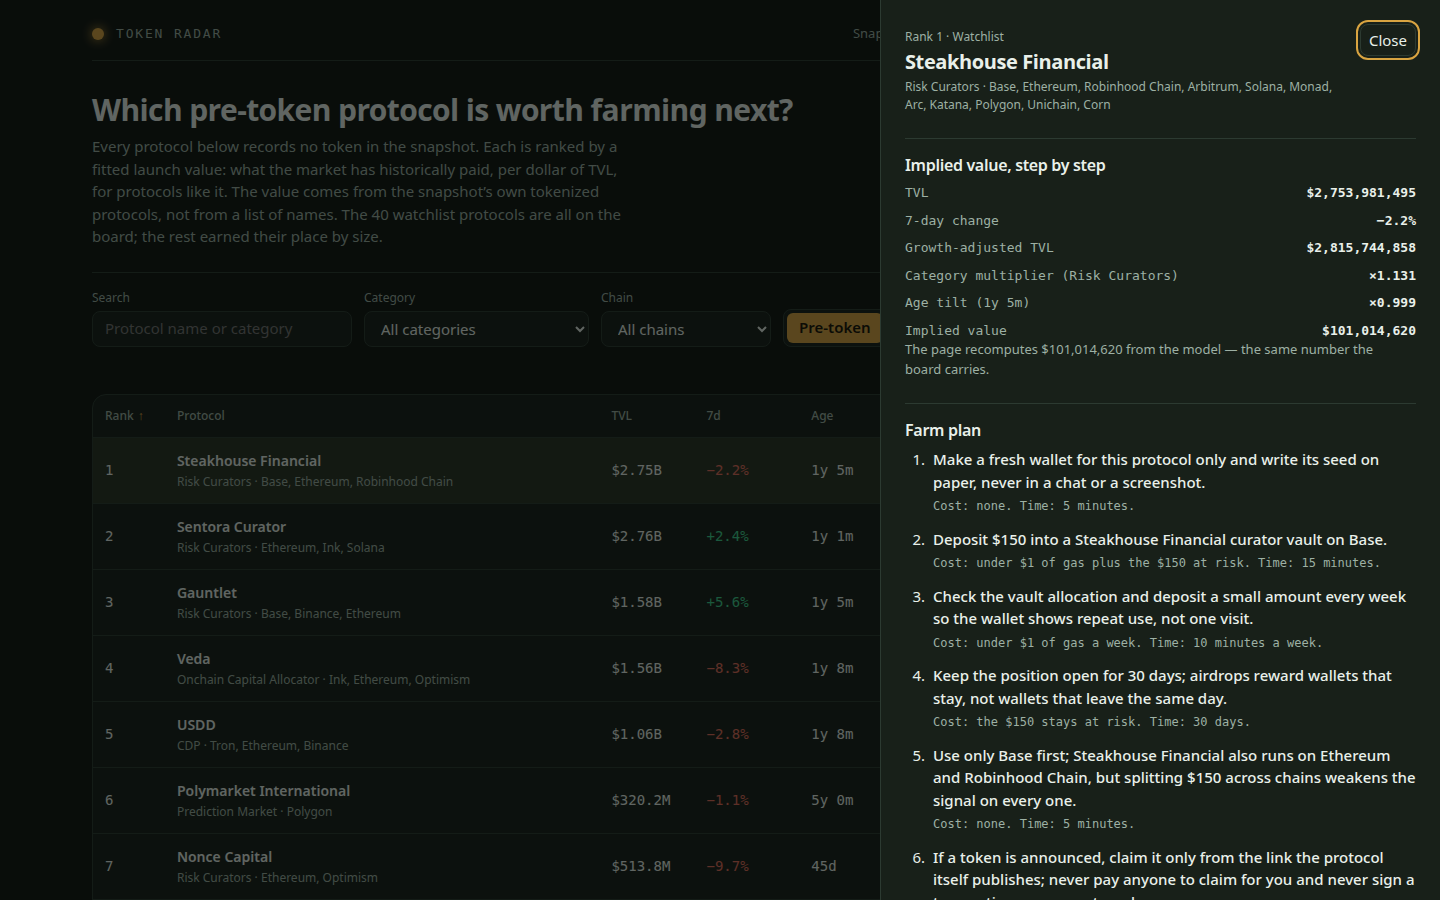 TOKEN RADAR
Snap
Which pre-token protocol is worth farming next?
Every protocol below records no token in the snapshot. Each is ranked by a
fitted launch value: what the market has historically paid, per dollar of TVL,
for protocols like it. The value comes from the snapshot's own tokenized
protocols, not from a list of names. The 40 watchlist protocols are all on the
board; the rest earned their place by size.
Search
Category
Chain
Protocol name or category
All categories
All chains
Pre-token
Rank ↑
Protocol
TVL
7d
Age
1
Steakhouse Financial
Risk Curators · Base, Ethereum, Robinhood Chain
$2.75B
−2.2%
1y 5m
2
Sentora Curator
Risk Curators · Ethereum, Ink, Solana
$2.76B
+2.4%
1y 1m
3
Gauntlet
Risk Curators · Base, Binance, Ethereum
$1.58B
+5.6%
1y 5m
4
Veda
Onchain Capital Allocator · Ink, Ethereum, Optimism
$1.56B
−8.3%
1y 8m
5
USDD
CDP · Tron, Ethereum, Binance
$1.06B
−2.8%
1y 8m
6
Polymarket International
Prediction Market · Polygon
$320.2M
−1.1%
5y 0m
7
Nonce Capital
Risk Curators · Ethereum, Optimism
$513.8M
−9.7%
45d
Rank 1 · Watchlist
Close
Steakhouse Financial
Risk Curators · Base, Ethereum, Robinhood Chain, Arbitrum, Solana, Monad,
Arc, Katana, Polygon, Unichain, Corn
Implied value, step by step
TVL
$2,753,981,495
7-day change
−2.2%
Growth-adjusted TVL
$2,815,744,858
Category multiplier (Risk Curators)
×1.131
Age tilt (1y 5m)
×0.999
Implied value
$101,014,620
The page recomputes $101,014,620 from the model — the same number the
board carries.
Farm plan
1. Make a fresh wallet for this protocol only and write its seed on
paper, never in a chat or a screenshot.
Cost: none. Time: 5 minutes.
2. Deposit $150 into a Steakhouse Financial curator vault on Base.
Cost: under $1 of gas plus the $150 at risk. Time: 15 minutes.
3. Check the vault allocation and deposit a small amount every week
so the wallet shows repeat use, not one visit.
Cost: under $1 of gas a week. Time: 10 minutes a week.
4. Keep the position open for 30 days; airdrops reward wallets that
stay, not wallets that leave the same day.
Cost: the $150 stays at risk. Time: 30 days.
5. Use only Base first; Steakhouse Financial also runs on Ethereum
and Robinhood Chain, but splitting $150 across chains weakens the
signal on every one.
Cost: none. Time: 5 minutes.
6. If a token is announced, claim it only from the link the protocol
itself publishes; never pay anyone to claim for you and never sign a